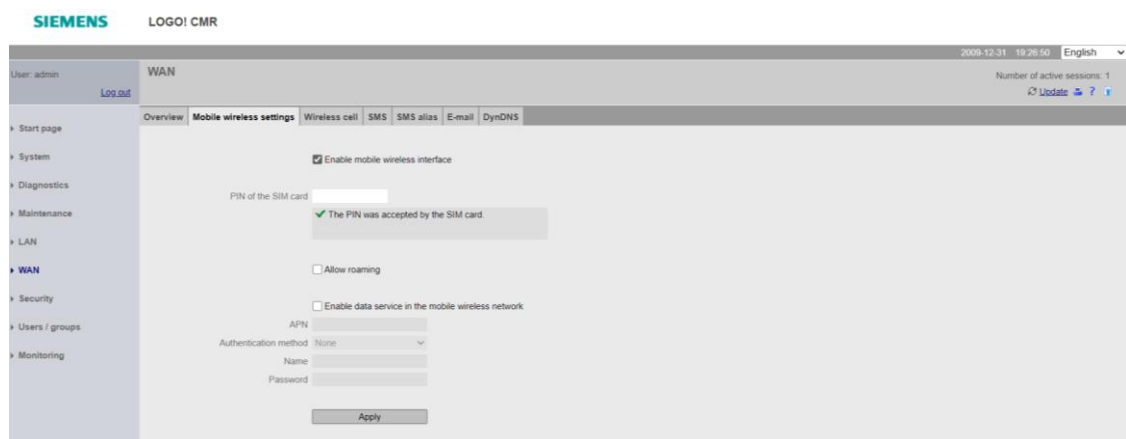 SIEMENS LOGO! CMR
2009-12-31 19:26:50 English
User: admin
Log out
WAN
Number of active sessions: 1
Update ?
Overview Mobile wireless settings Wireless cell SMS SMS alias E-mail DynDNS
Start page
System
Diagnostics
Maintenance
LAN
WAN
Security
Users / groups
Monitoring
Enable mobile wireless interface
PIN of the SIM card
The PIN was accepted by the SIM card.
Allow roaming
Enable data service in the mobile wireless network
APN
Authentication method None
Name
Password
Apply